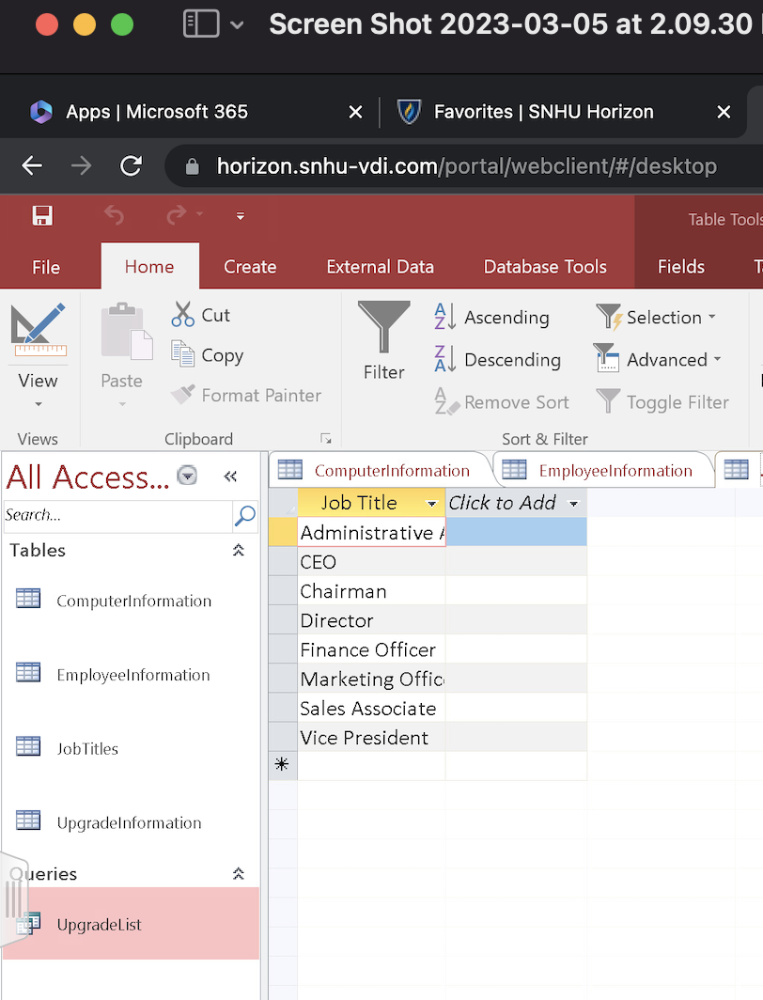 Screen Shot 2023-03-05 at 2.09.30
Apps | Microsoft 365
Favorites | SNHU Horizon
horizon.snhu-vdi.com/portal/webclient/#/desktop
Table Tools
File Home Create External Data Database Tools Fields
View
Views
Paste
Cut
Copy
Format Painter
Clipboard
Filter
Ascending
Descending
Remove Sort
Selection
Advanced
Toggle Filter
Sort & Filter
All Access...
Search...
Tables
ComputerInformation
EmployeeInformation
JobTitles
UpgradeInformation
Queries
UpgradeList
ComputerInformation EmployeeInformation
Job Title Click to Add
Administrative A
CEO
Chairman
Director
Finance Officer
Marketing Offic
Sales Associate
Vice President